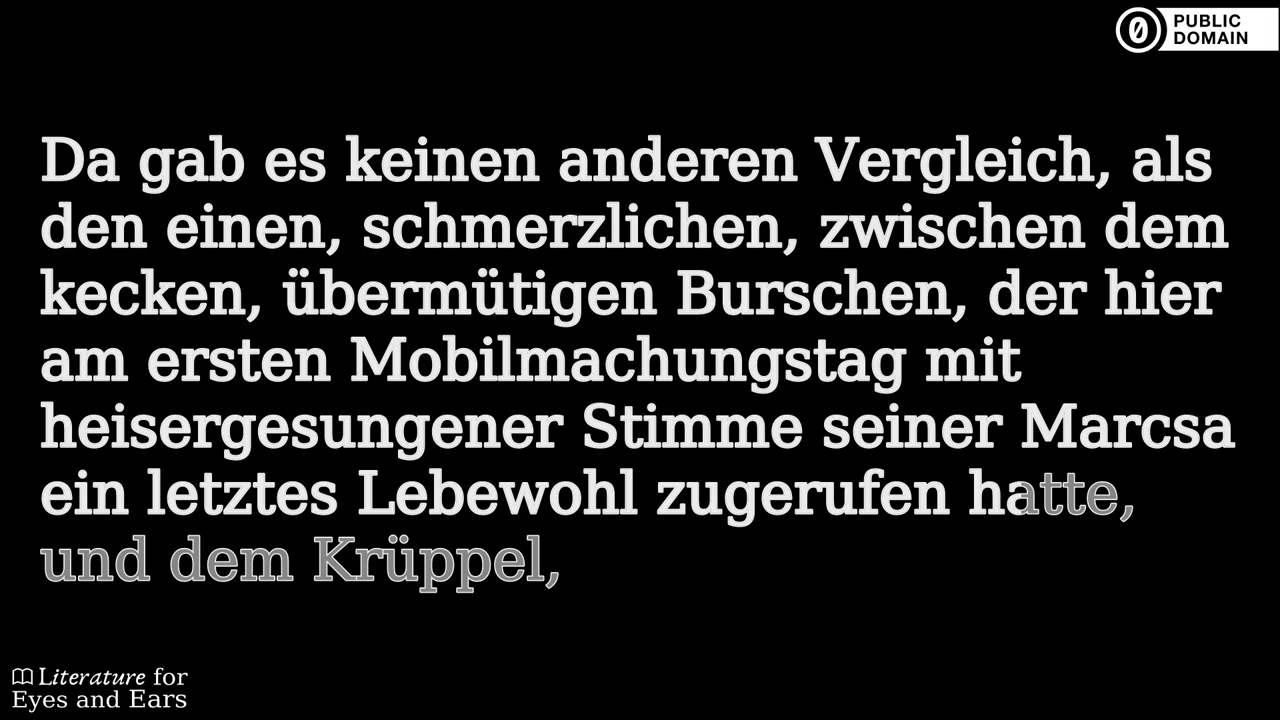 PUBLIC
DOMAIN
Da gab es keinen anderen Vergleich, als
den einen, schmerzlichen, zwischen dem
kecken, übermütigen Burschen, der hier
am ersten Mobilmachungstag mit
heisergesungener Stimme seiner Marcsa
ein letztes Lebewohl zugerufen hatte,
und dem Krüppel,
Literature for
Eyes and Ears